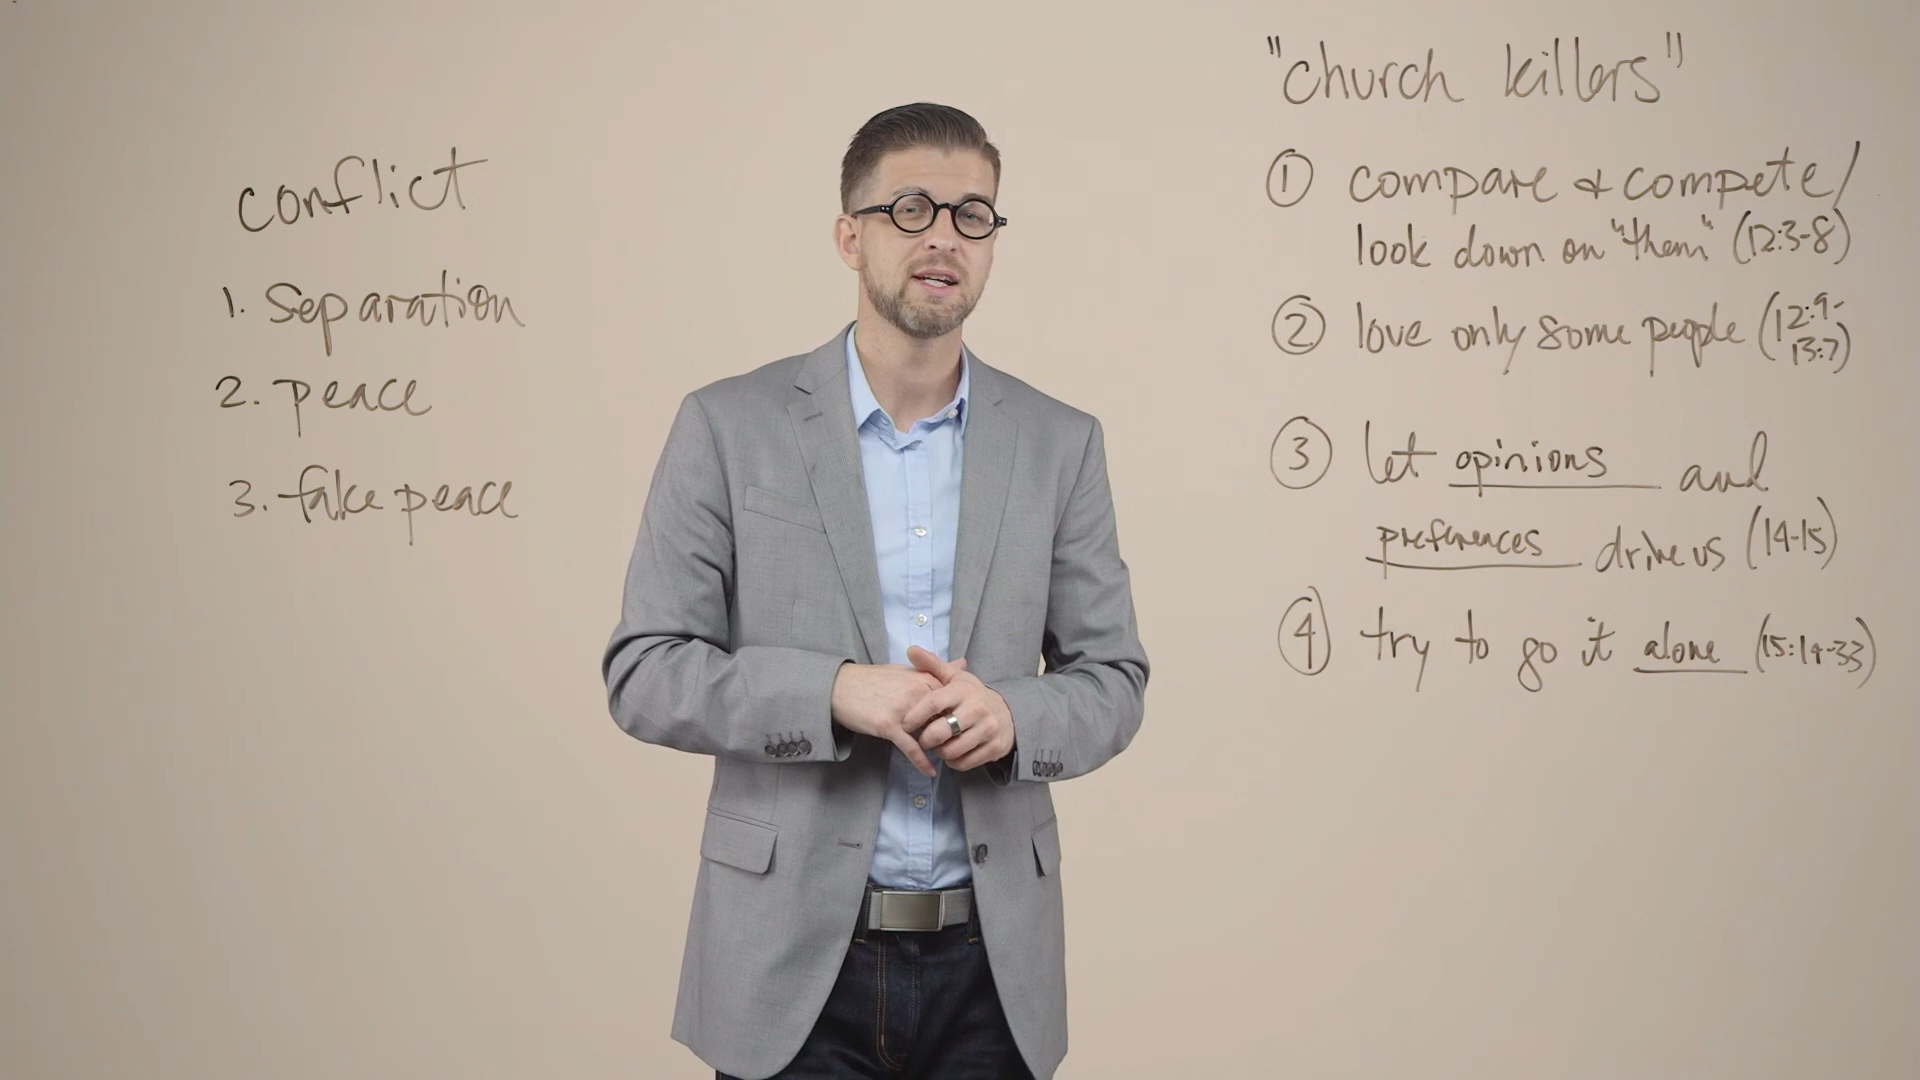 conflict
1. separation
2. peace
3. fake peace
"church killers"
① compare & compete/
look down on "them" (12:3-8)
② love only some people (12:9-
13:7)
③ let opinions and
preferences drive us (14-15)
④ try to go it alone (15:14-33)